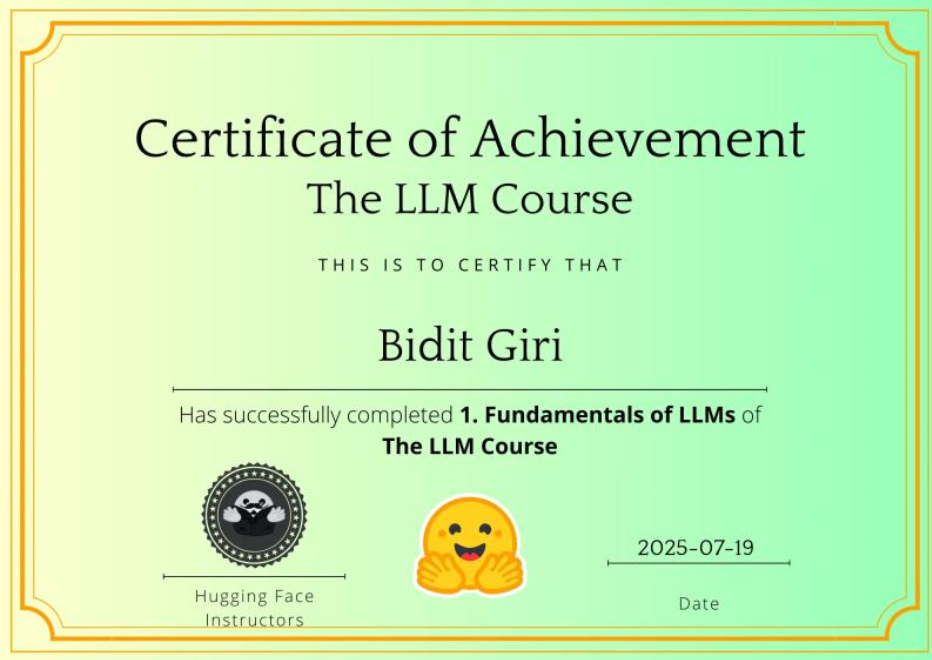 Certificate of Achievement
The LLM Course
THIS IS TO CERTIFY THAT
Bidit Giri
Has successfully completed 1. Fundamentals of LLMs of
The LLM Course
2025-07-19
Hugging Face
Instructors
Date